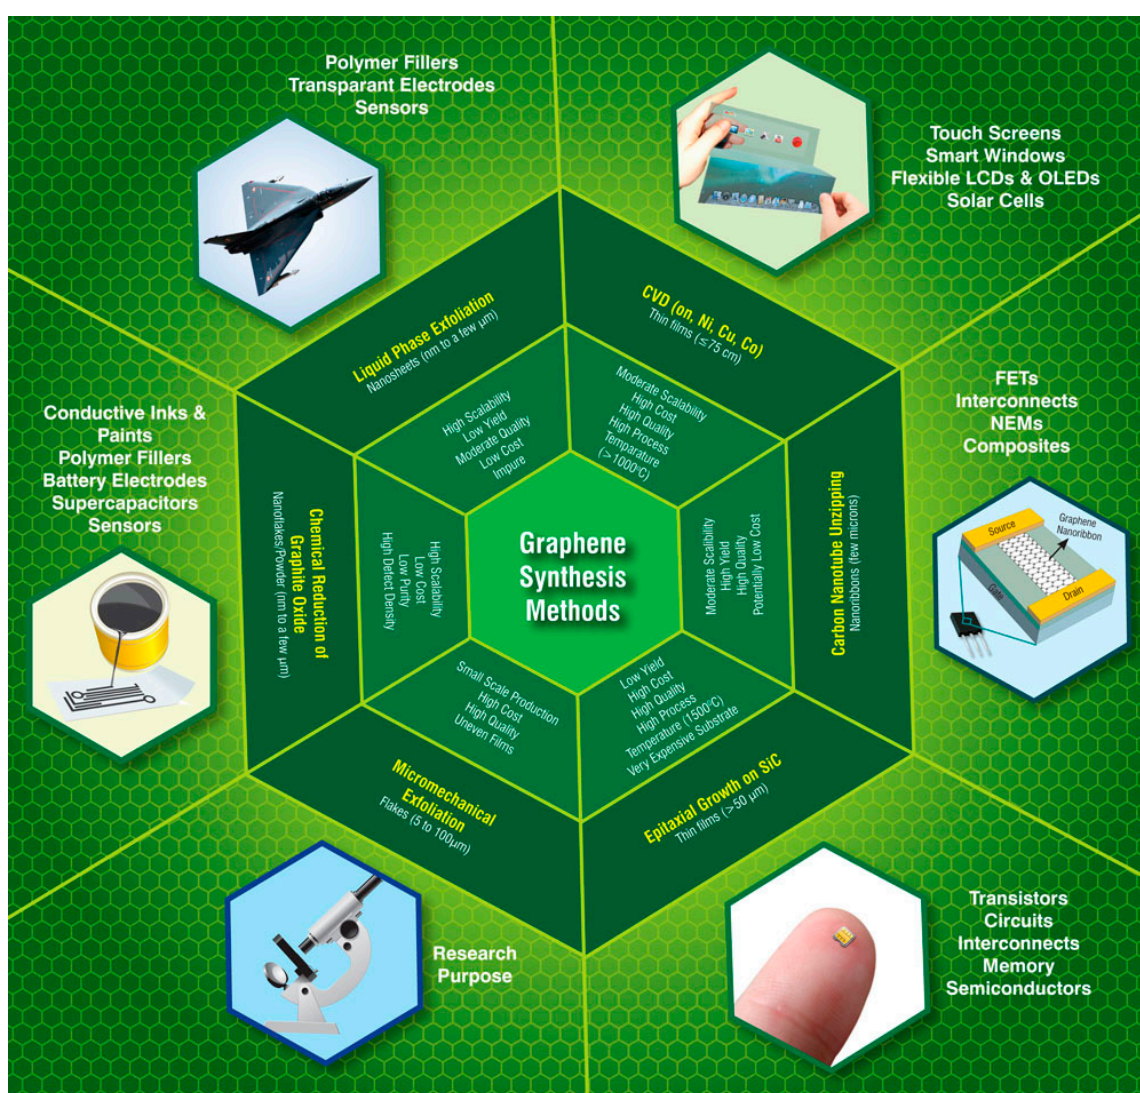 Polymer Fillers
Transparant Electrodes
Sensors
Touch Screens
Smart Windows
Flexible LCDs & OLEDs
Solar Cells
Liquid Phase Exfoliation
Nanosheets (nm to a few µm)
CVD (on, Ni, Cu, Co)
Thin films (≤75 cm)
High Scalability
Low Yield
Moderate Quality
Low Cost
Impure
Moderate Scalability
High Cost
High Quality
High Process
Temparature
(>1000ºC)
FETs
Interconnects
NEMs
Composites
Conductive Inks &
Paints
Polymer Fillers
Battery Electrodes
Supercapacitors
Sensors
Chemical Reduction of
Graphite Oxide
Nanoflakes/Powder (nm to a few µm)
High Scalability
Low Cost
Low Purity
High Defect Density
Graphene
Synthesis
Methods
Moderate Scalibility
High Yield
High Quality
Potentially Low Cost
Carbon Nanotube Unzipping
Nanoribbons (few microns)
Source
Graphene
Nanoribbon
Gate
Drain
Small Scale Production
High Cost
High Quality
Uneven Films
Low Yield
High Cost
High Quality
High Process
Temperature (1500ºC)
Very Expensive Substrate
Micromechanical
Exfoliation
Flakes (5 to 100µm)
Epitaxial Growth on SiC
Thin films (>50 µm)
Research
Purpose
Transistors
Circuits
Interconnects
Memory
Semiconductors